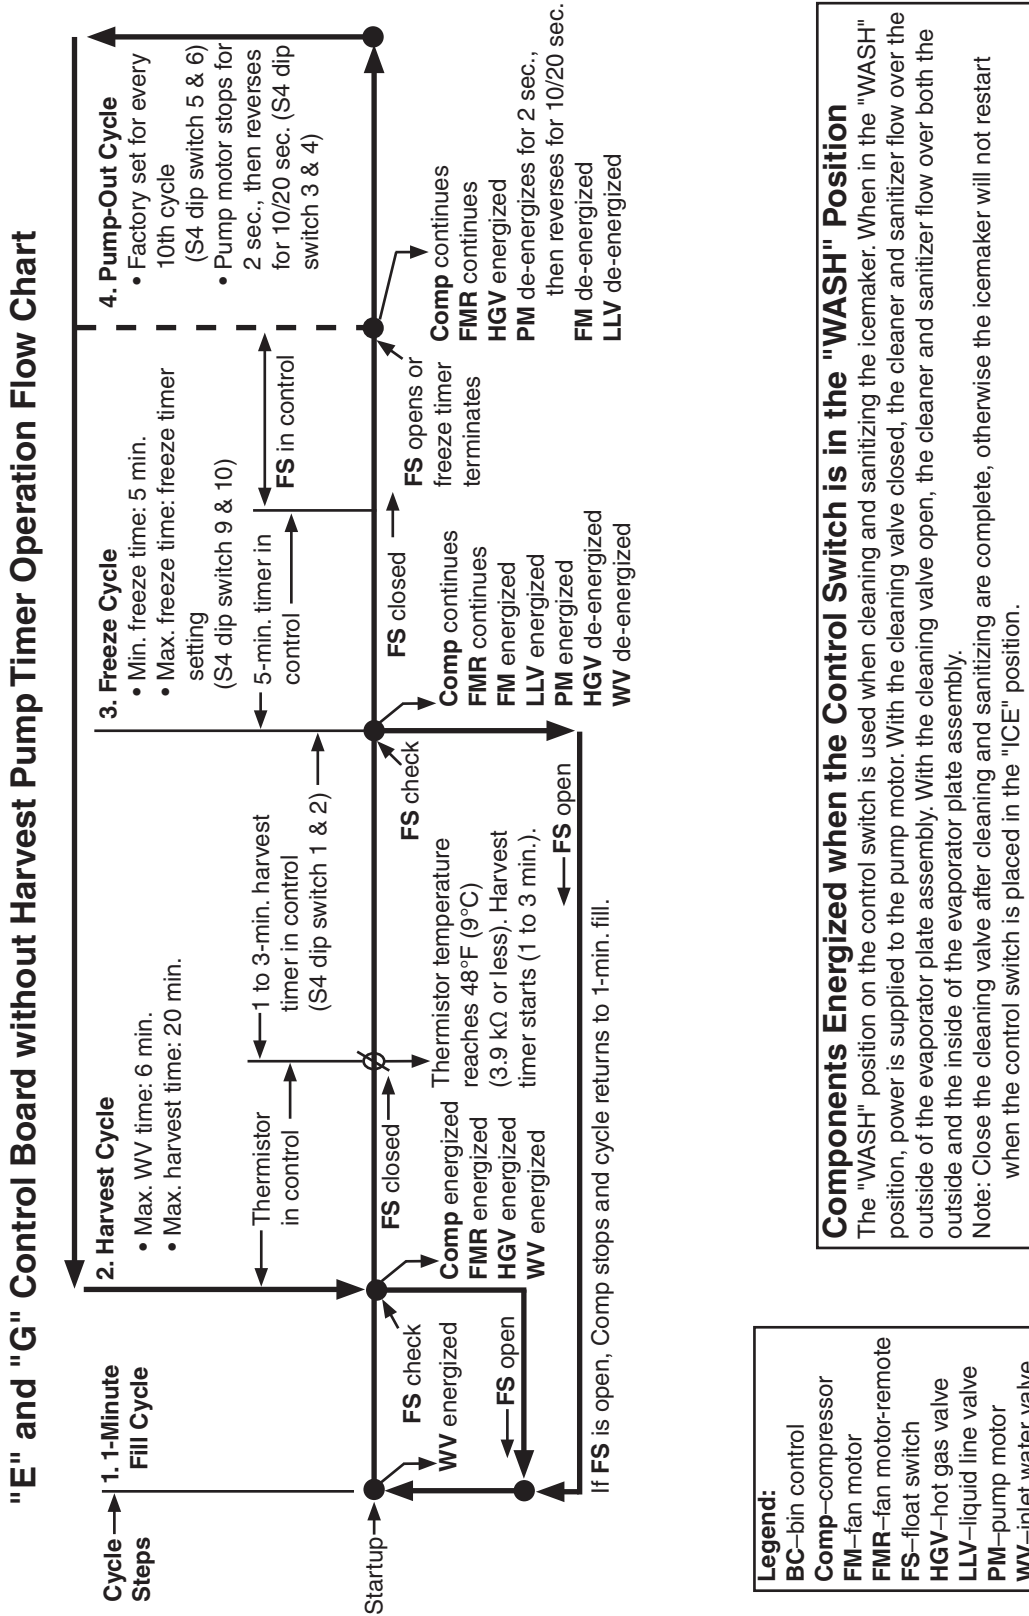 "E" and "G" Control Board without Harvest Pump Timer Operation Flow Chart
Cycle
Steps
1. 1-Minute
Fill Cycle
2. Harvest Cycle
• Max. WV time: 6 min.
• Max. harvest time: 20 min.
3. Freeze Cycle
• Min. freeze time: 5 min.
• Max. freeze time: freeze timer
setting
(S4 dip switch 9 & 10)
4. Pump-Out Cycle
• Factory set for every
10th cycle
(S4 dip switch 5 & 6)
• Pump motor stops for
2 sec., then reverses
for 10/20 sec. (S4 dip
switch 3 & 4)
Thermistor
in control
1 to 3-min. harvest
timer in control
(S4 dip switch 1 & 2)
5-min. timer in
control
FS in control
Startup
FS check
FS closed
FS check
FS closed
FS opens or
freeze timer
terminates
WV energized
Comp energized
FMR energized
HGV energized
WV energized
Thermistor temperature
reaches 48°F (9°C)
(3.9 kΩ or less). Harvest
timer starts (1 to 3 min.).
Comp continues
FMR continues
FM energized
LLV energized
PM energized
HGV de-energized
WV de-energized
Comp continues
FMR continues
HGV energized
PM de-energizes for 2 sec.,
then reverses for 10/20 sec.
FM de-energized
LLV de-energized
FS open
FS open
If FS is open, Comp stops and cycle returns to 1-min. fill.
Legend:
BC–bin control
Comp–compressor
FM–fan motor
FMR–fan motor-remote
FS–float switch
HGV–hot gas valve
LLV–liquid line valve
PM–pump motor
WV–inlet water valve
Components Energized when the Control Switch is in the "WASH" Position
The "WASH" position on the control switch is used when cleaning and sanitizing the icemaker. When in the "WASH"
position, power is supplied to the pump motor. With the cleaning valve closed, the cleaner and sanitizer flow over the
outside of the evaporator plate assembly. With the cleaning valve open, the cleaner and sanitizer flow over both the
outside and the inside of the evaporator plate assembly.
Note: Close the cleaning valve after cleaning and sanitizing are complete, otherwise the icemaker will not restart
when the control switch is placed in the "ICE" position.